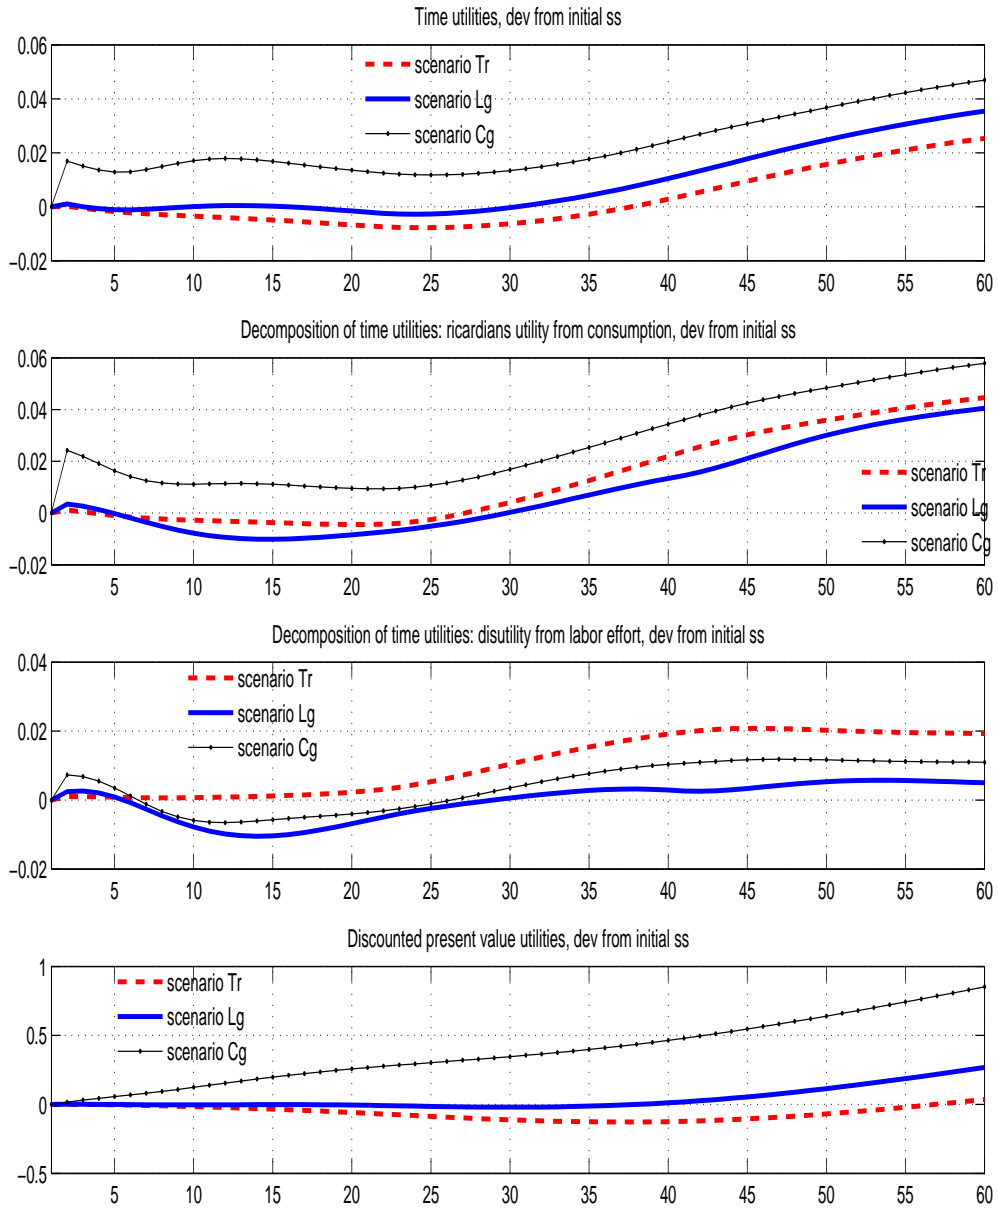 Time utilities, dev from initial ss
0.06
0.04
0.02
0
−0.02
scenario Tr
scenario Lg
scenario Cg
5 10 15 20 25 30 35 40 45 50 55 60
Decomposition of time utilities: ricardians utility from consumption, dev from initial ss
0.06
0.04
0.02
0
−0.02
scenario Tr
scenario Lg
scenario Cg
5 10 15 20 25 30 35 40 45 50 55 60
Decomposition of time utilities: disutility from labor effort, dev from initial ss
0.04
0.02
0
−0.02
scenario Tr
scenario Lg
scenario Cg
5 10 15 20 25 30 35 40 45 50 55 60
Discounted present value utilities, dev from initial ss
1
0.5
0
−0.5
scenario Tr
scenario Lg
scenario Cg
5 10 15 20 25 30 35 40 45 50 55 60